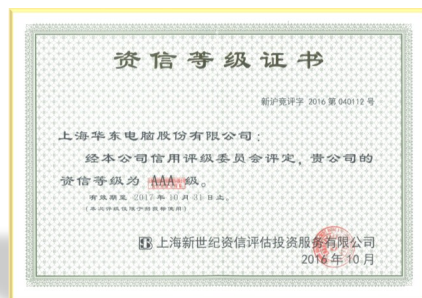 资信等级证书
新沪竞评字 2016 第 040112 号
上海华东电脑股份有限公司：
经本公司信用评级委员会评定，贵公司的
资信等级为 AAA 级。
有效期至 2017 年 10 月 31 日止。
上海新世纪资信评估投资服务有限公司
2016 年 10 月